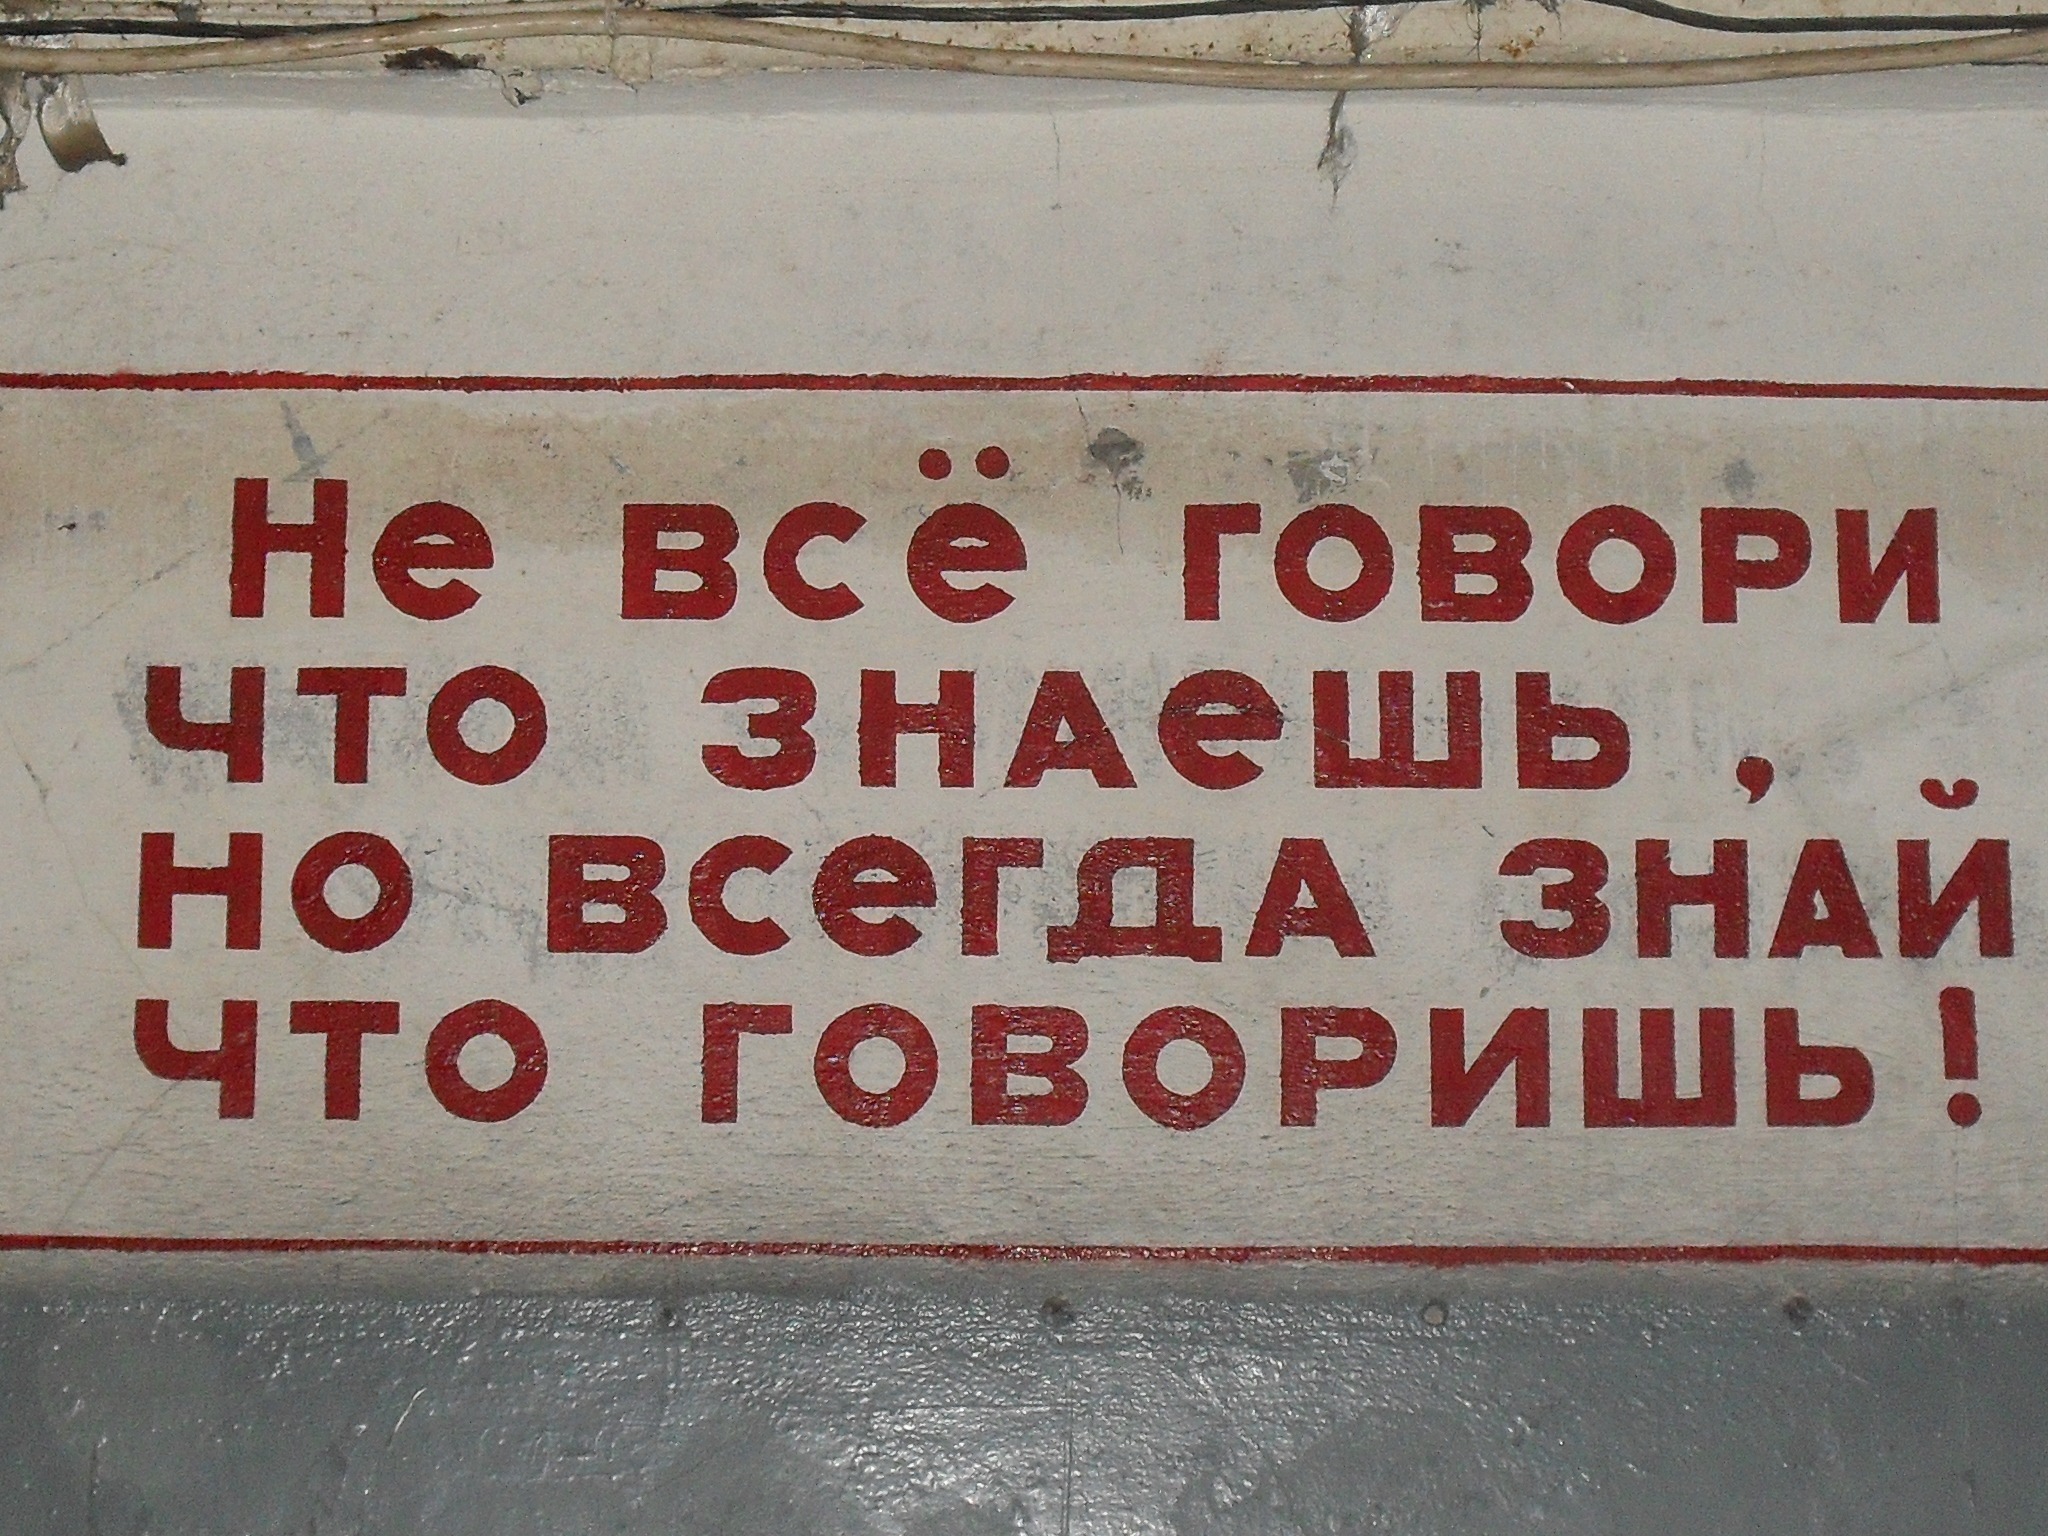 Не всё говори
что знаешь ,
но всегда знай
что говоришь!